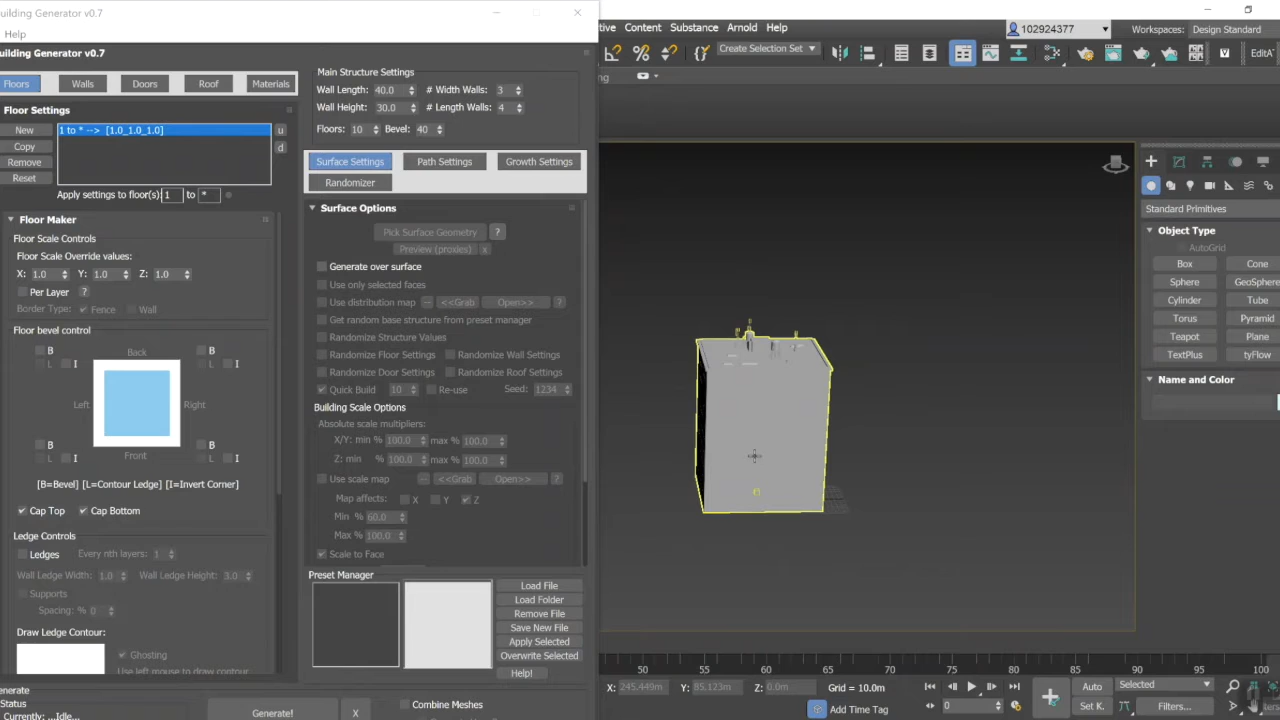 uilding Generator v0.7
Help
uilding Generator v0.7
Floors Walls Doors Roof Materials
Floor Settings
New
Copy
Remove
Reset
1 to * --> [1.0_1.0_1.0]
u
d
Apply settings to floor(s): 1 to *
Floor Maker
Floor Scale Controls
Floor Scale Override values:
X: 1.0 Y: 1.0 Z: 1.0
Per Layer ?
Border Type: Fence Wall
Floor bevel control
B Back B
L I L I
Left Right
B B
L I Front L I
[B=Bevel] [L=Contour Ledge] [I=Invert Corner]
Cap Top Cap Bottom
Ledge Controls
Ledges Every nth layers: 1
Wall Ledge Width: 1.0 Wall Ledge Height: 3.0
Supports
Spacing: % 0
Draw Ledge Contour:
Ghosting
Use left mouse to draw contour
enerate
Status
Currently: ...Idle...
Generate! X
Main Structure Settings
Wall Length: 40.0 # Width Walls: 3
Wall Height: 30.0 # Length Walls: 4
Floors: 10 Bevel: 40
Surface Settings Path Settings Growth Settings
Randomizer
Surface Options
Pick Surface Geometry ?
Preview (proxies) x
Generate over surface
Use only selected faces
Use distribution map -- <<Grab Open>> ?
Get random base structure from preset manager
Randomize Structure Values
Randomize Floor Settings Randomize Wall Settings
Randomize Door Settings Randomize Roof Settings
Quick Build 10 Re-use Seed: 1234
Building Scale Options
Absolute scale multipliers:
X/Y: min % 100.0 max % 100.0
Z: min % 100.0 max % 100.0
Use scale map -- <<Grab Open>> ?
Map affects: X Y Z
Min % 60.0
Max % 100.0
Scale to Face
Preset Manager
Load File
Load Folder
Remove File
Save New File
Apply Selected
Overwrite Selected
Help!
Combine Meshes
tive Content Substance Arnold Help
102924377
Workspaces: Design Standard
Create Selection Set
EditA
ng
Standard Primitives
Object Type
AutoGrid
Box Cone
Sphere GeoSphere
Cylinder Tube
Torus Pyramid
Teapot Plane
TextPlus tyFlow
Name and Color
50 55 60 65 70 75 80 85 90 95 100
X: 245.449m Y: 85.123m Z: 0.0m Grid = 10.0m
Add Time Tag
0
Auto Selected
Set K. Filters...